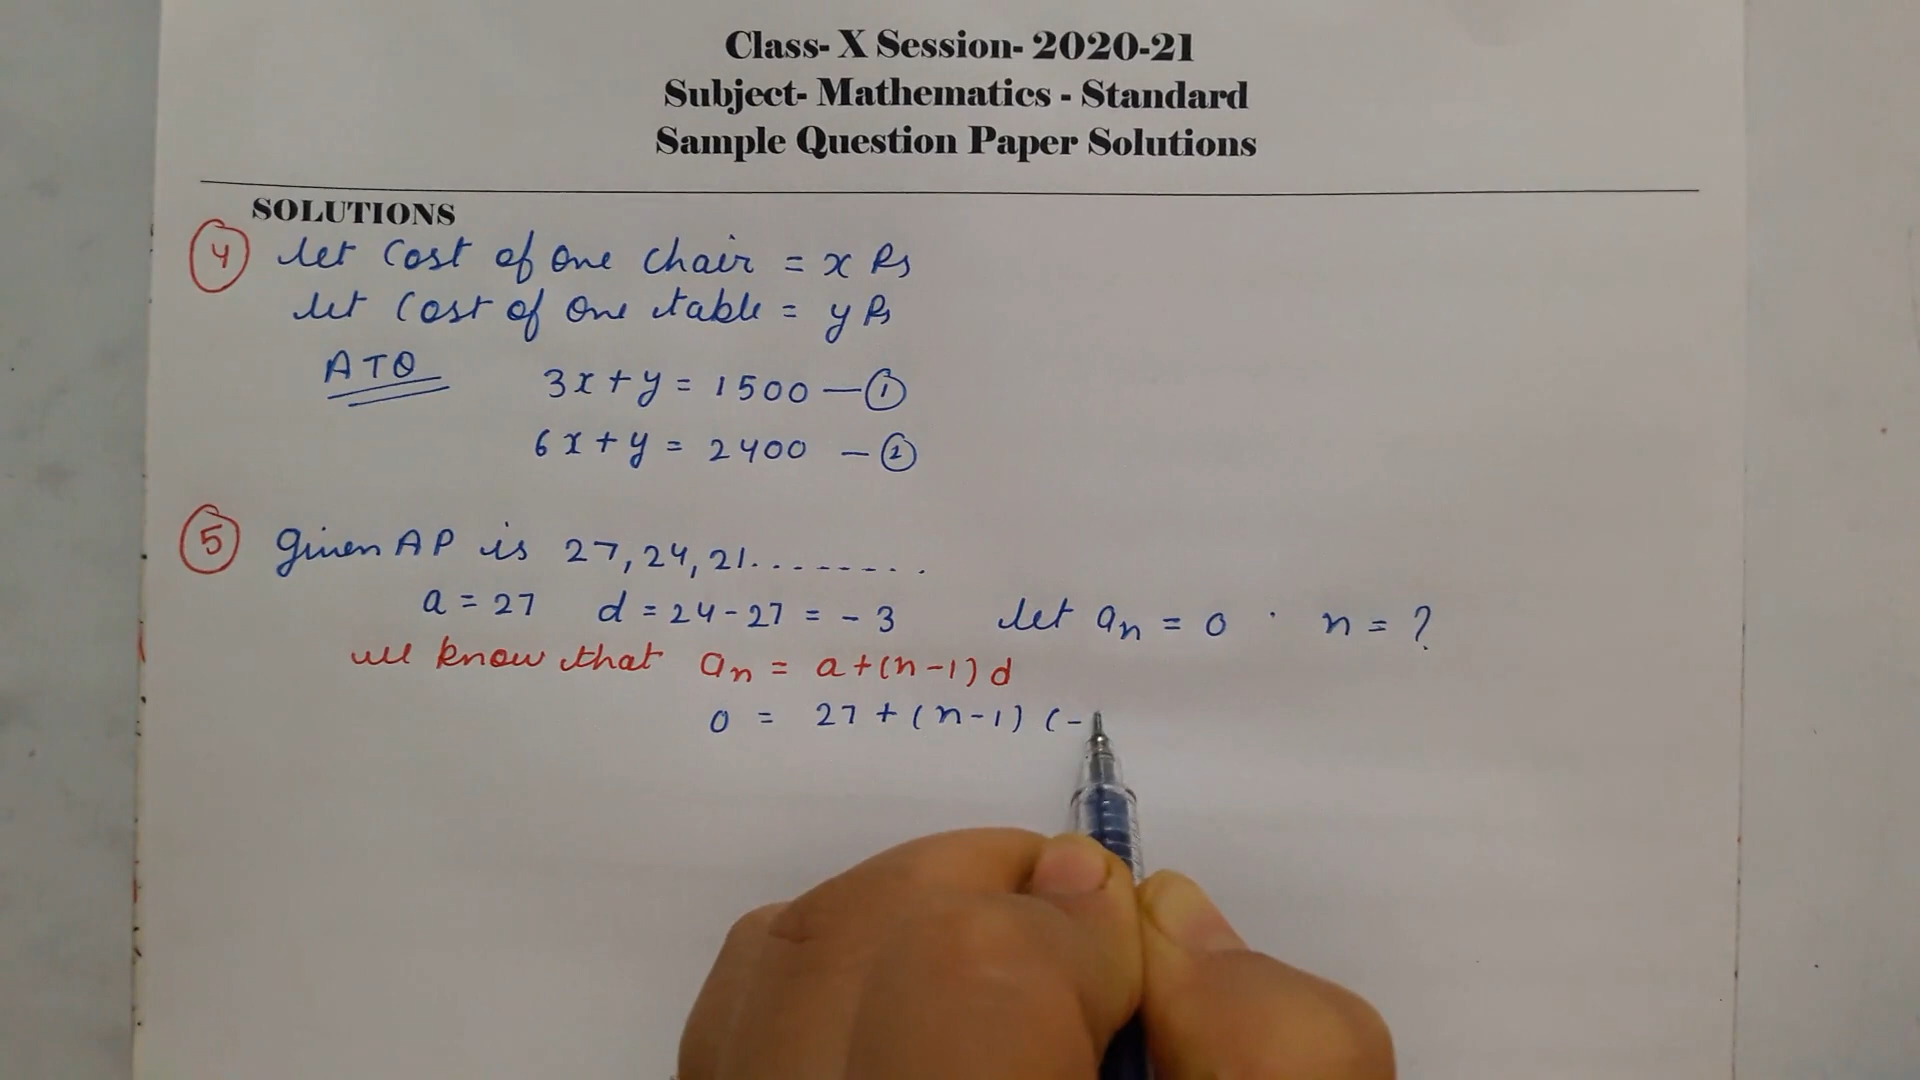 Class- X Session- 2020-21
Subject- Mathematics - Standard
Sample Question Paper Solutions
SOLUTIONS
4 Let Cost of one chair = x Rs
Let Cost of one table = y Rs
ATQ 3x+y = 1500 — 1
6x+y = 2400 — 2
5 Given AP is 27, 24, 21.........
a = 27 d = 24-27 = -3 Let an = 0 . n = ?
we know that an = a+(n-1)d
0 = 27+(n-1) (-